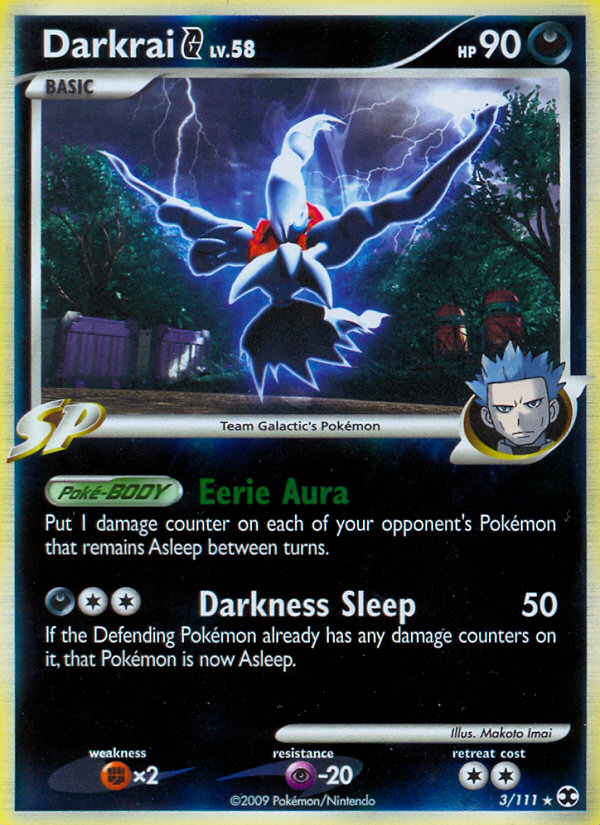 Darkrai G LV.58 HP 90
BASIC
SP
Team Galactic's Pokémon
Poké-BODY Eerie Aura
Put 1 damage counter on each of your opponent's Pokémon
that remains Asleep between turns.
Darkness Sleep 50
If the Defending Pokémon already has any damage counters on
it, that Pokémon is now Asleep.
Illus. Makoto Imai
weakness resistance retreat cost
×2 -20
©2009 Pokémon/Nintendo 3/111